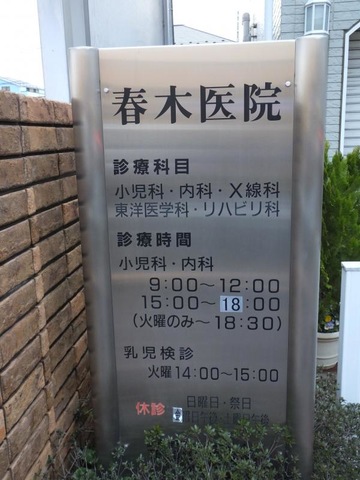 春木医院
診療科目
小児科・内科・X線科
東洋医学科・リハビリ科
診療時間
小児科・内科
9:00～12:00
15:00～18:00
(火曜のみ～18:30)
乳児検診
火曜14:00～15:00
休診 日曜日・祭日